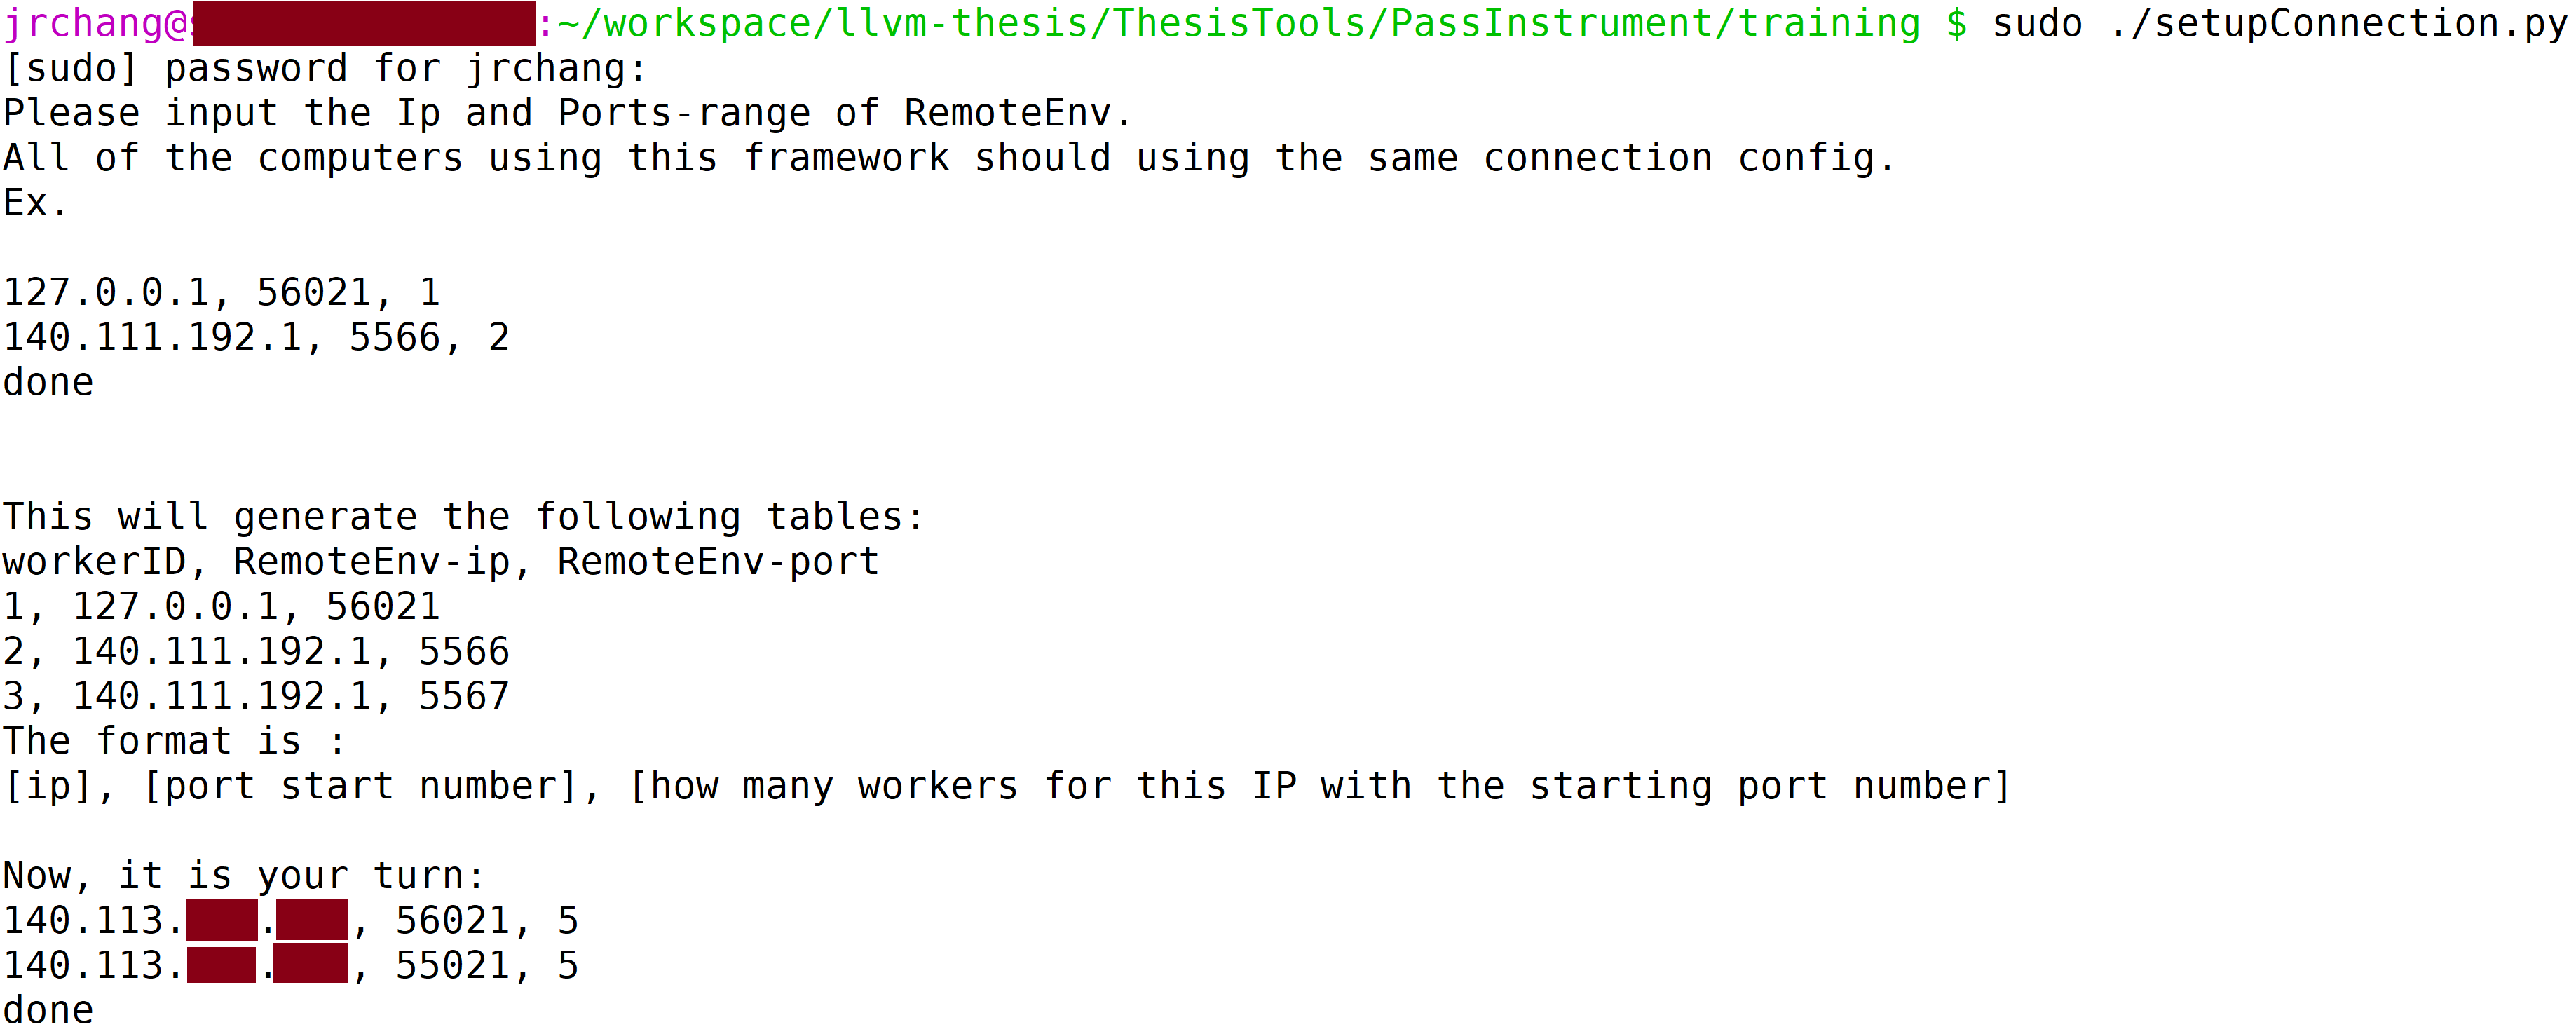 jrchang@ :~/workspace/llvm-thesis/ThesisTools/PassInstrument/training $ sudo ./setupConnection.py
[sudo] password for jrchang:
Please input the Ip and Ports-range of RemoteEnv.
All of the computers using this framework should using the same connection config.
Ex.
127.0.0.1, 56021, 1
140.111.192.1, 5566, 2
done
This will generate the following tables:
workerID, RemoteEnv-ip, RemoteEnv-port
1, 127.0.0.1, 56021
2, 140.111.192.1, 5566
3, 140.111.192.1, 5567
The format is :
[ip], [port start number], [how many workers for this IP with the starting port number]
Now, it is your turn:
140.113. . , 56021, 5
140.113. . , 55021, 5
done